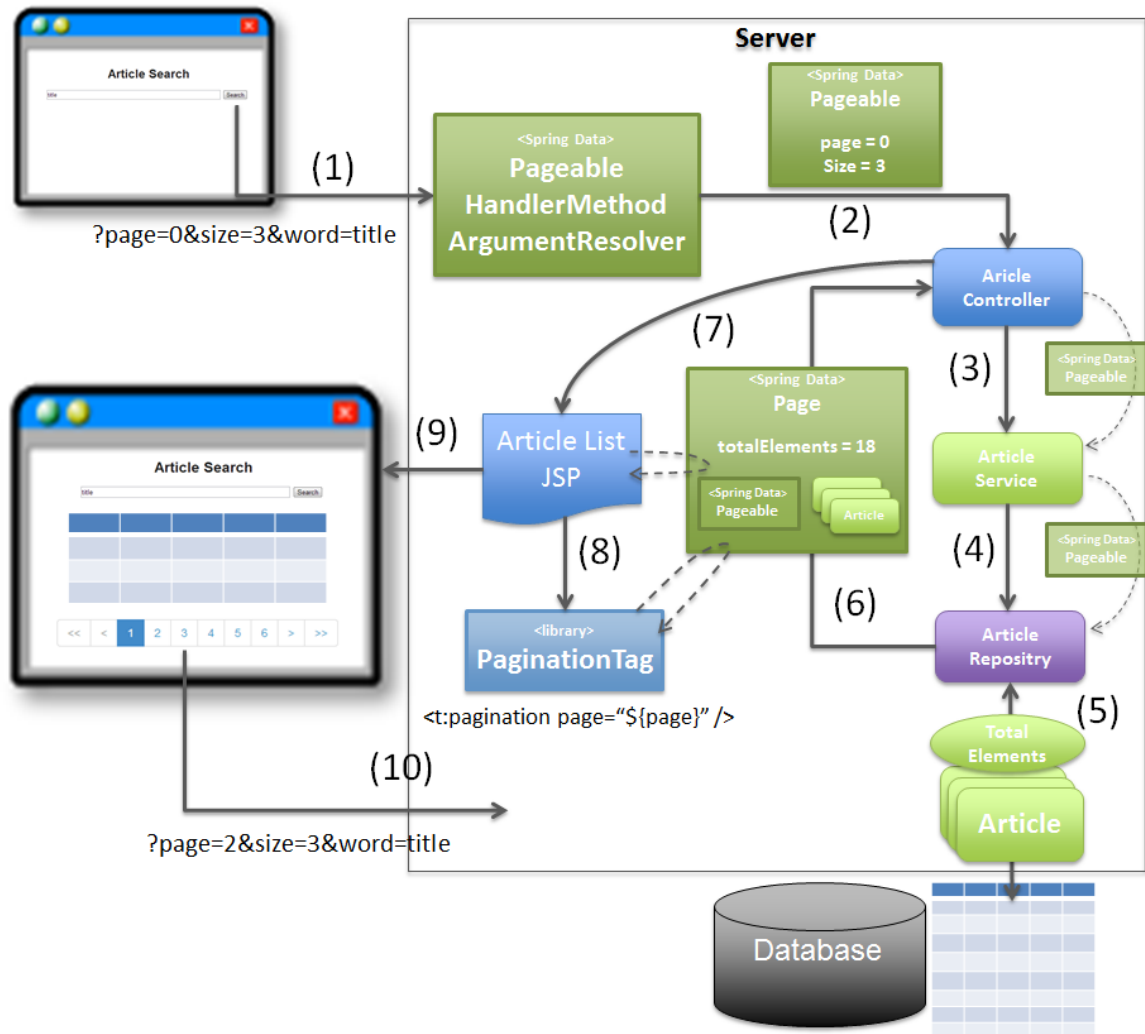 Server
Article Search
title
Search
(1)
?page=0&size=3&word=title
<Spring Data>
Pageable
HandlerMethod
ArgumentResolver
<Spring Data>
Pageable
page = 0
Size = 3
(2)
Aricle
Controller
(7)
(3)
<Spring Data>
Pageable
<Spring Data>
Page
totalElements = 18
<Spring Data>
Pageable
Article
(9)
Article List
JSP
Article
Service
Article Search
title
Search
<< < 1 2 3 4 5 6 > >>
(8)
(4)
<Spring Data>
Pageable
(6)
<library>
PaginationTag
<t:pagination page=“${page}” />
Article
Repositry
(5)
Total
Elements
Article
(10)
?page=2&size=3&word=title
Database